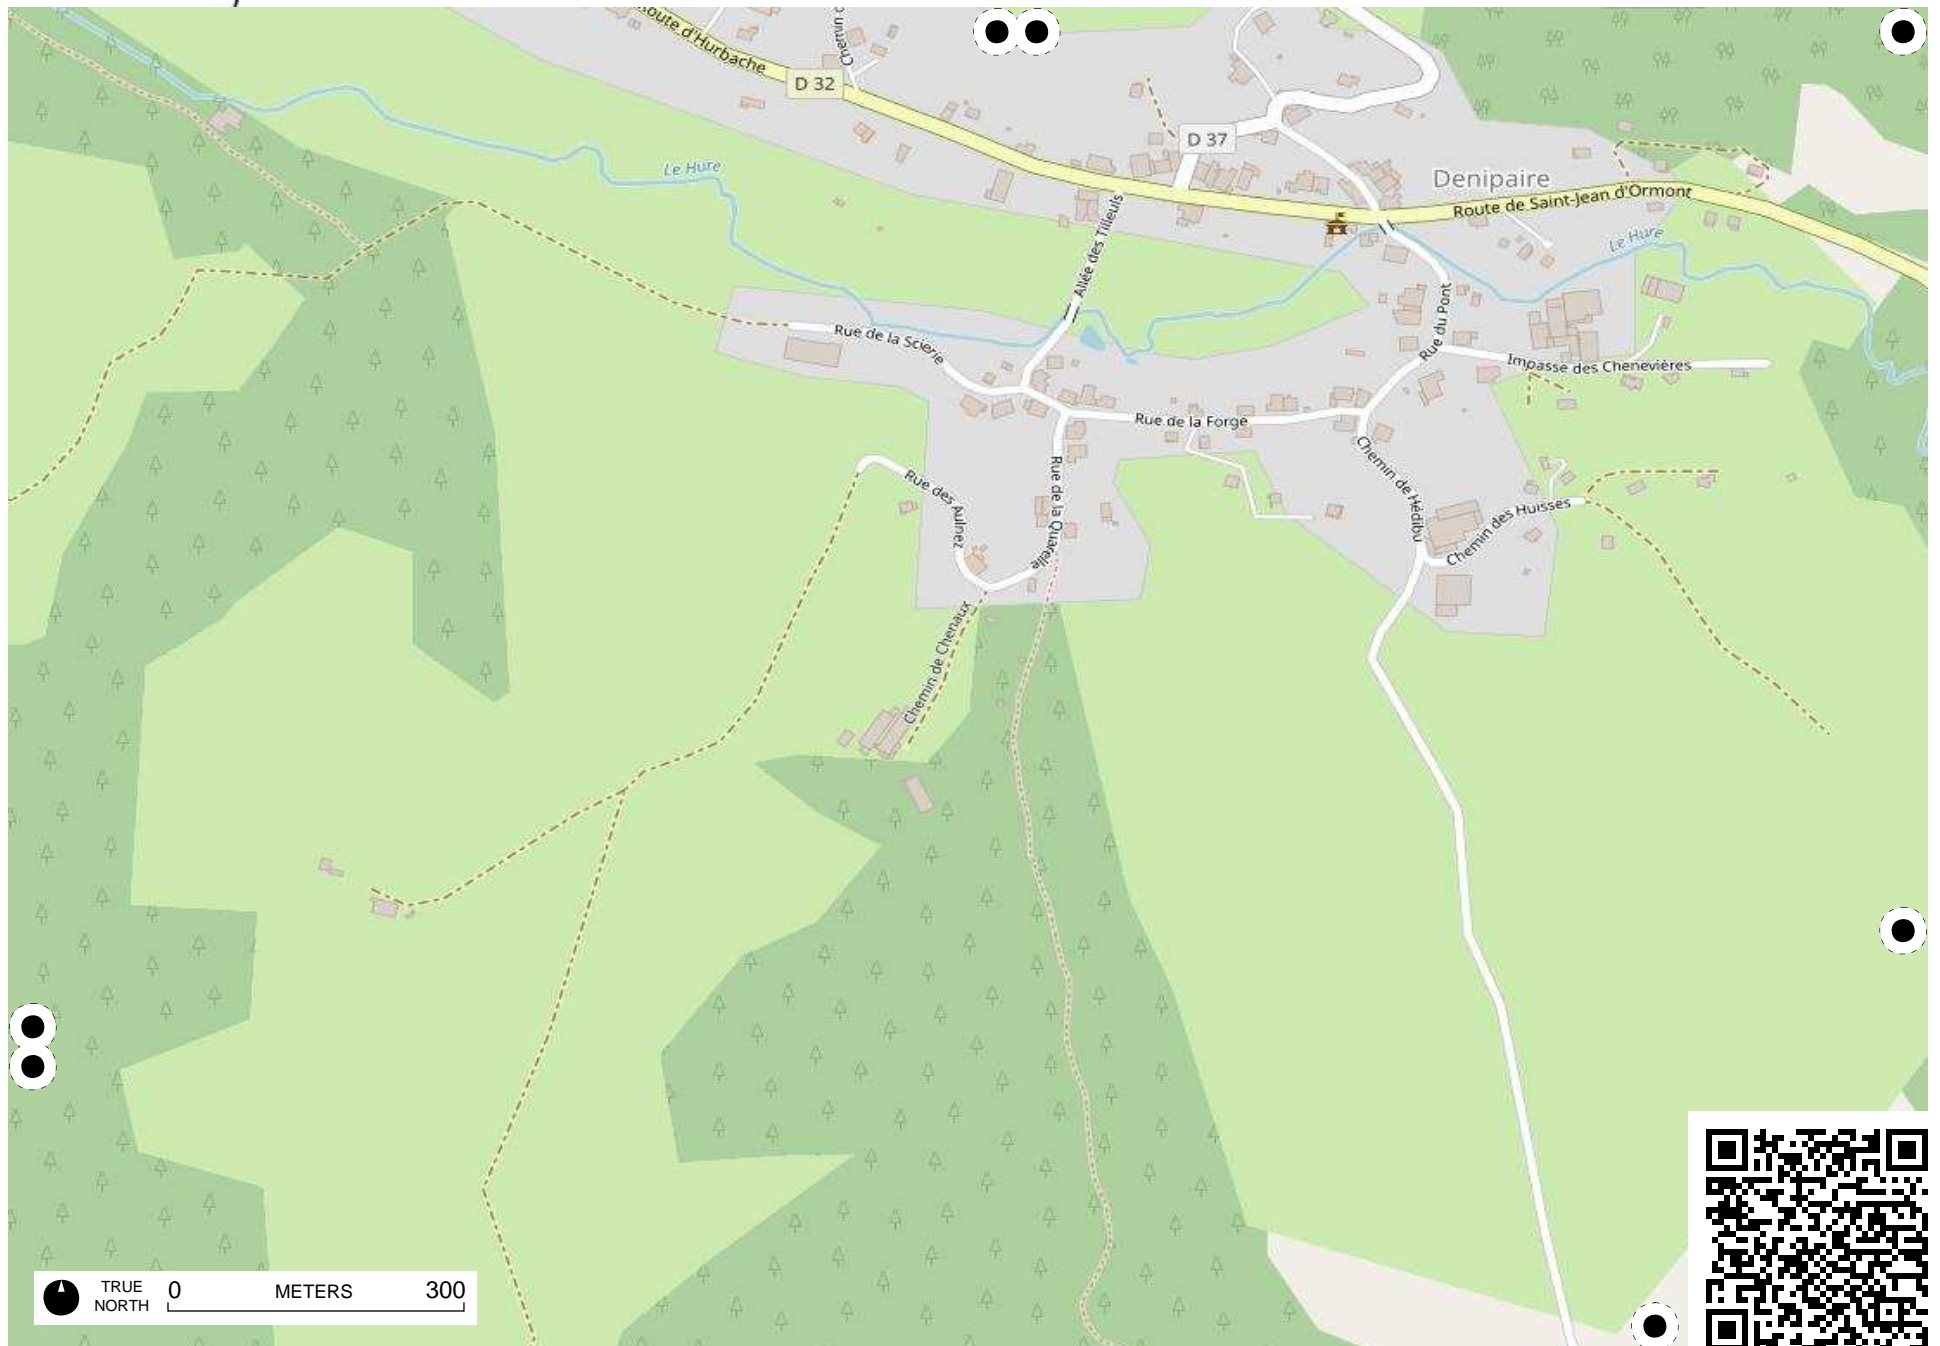 Route d'Hurbache
Chemin
D 32
D 37
Le Hure
Denipaire
Route de Saint-Jean d'Ormont
Le Hure
Allée des Tilleuls
Rue du Pont
Rue de la Scierie
Impasse des Chenevières
Rue de la Forge
Chemin de Hédibu
Rue des Aulnez
Rue de la Quarelle
Chemin des Huisses
Chemin de Chenaux
TRUE
NORTH
0 METERS 300